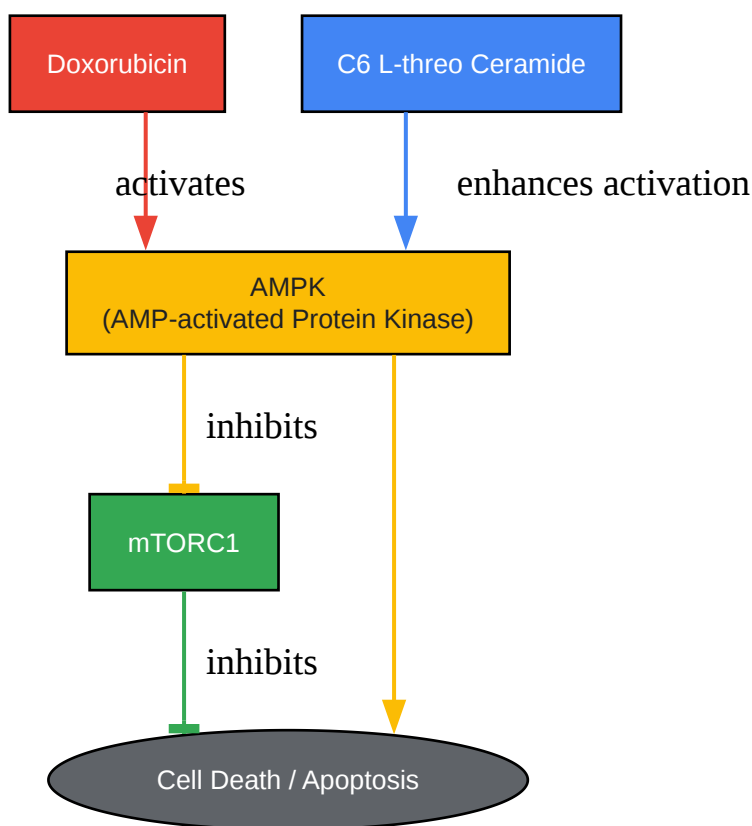 Doxorubicin
C6 L-threo Ceramide
activates
enhances activation
AMPK
(AMP-activated Protein Kinase)
inhibits
mTORC1
inhibits
Cell Death / Apoptosis